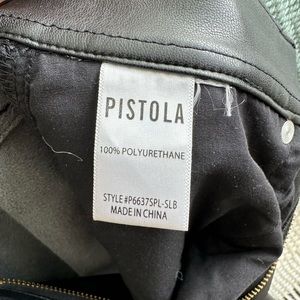 PISTOLA
100% POLYURETHANE
STYLE#P6637SPL-SLB
MADE IN CHINA